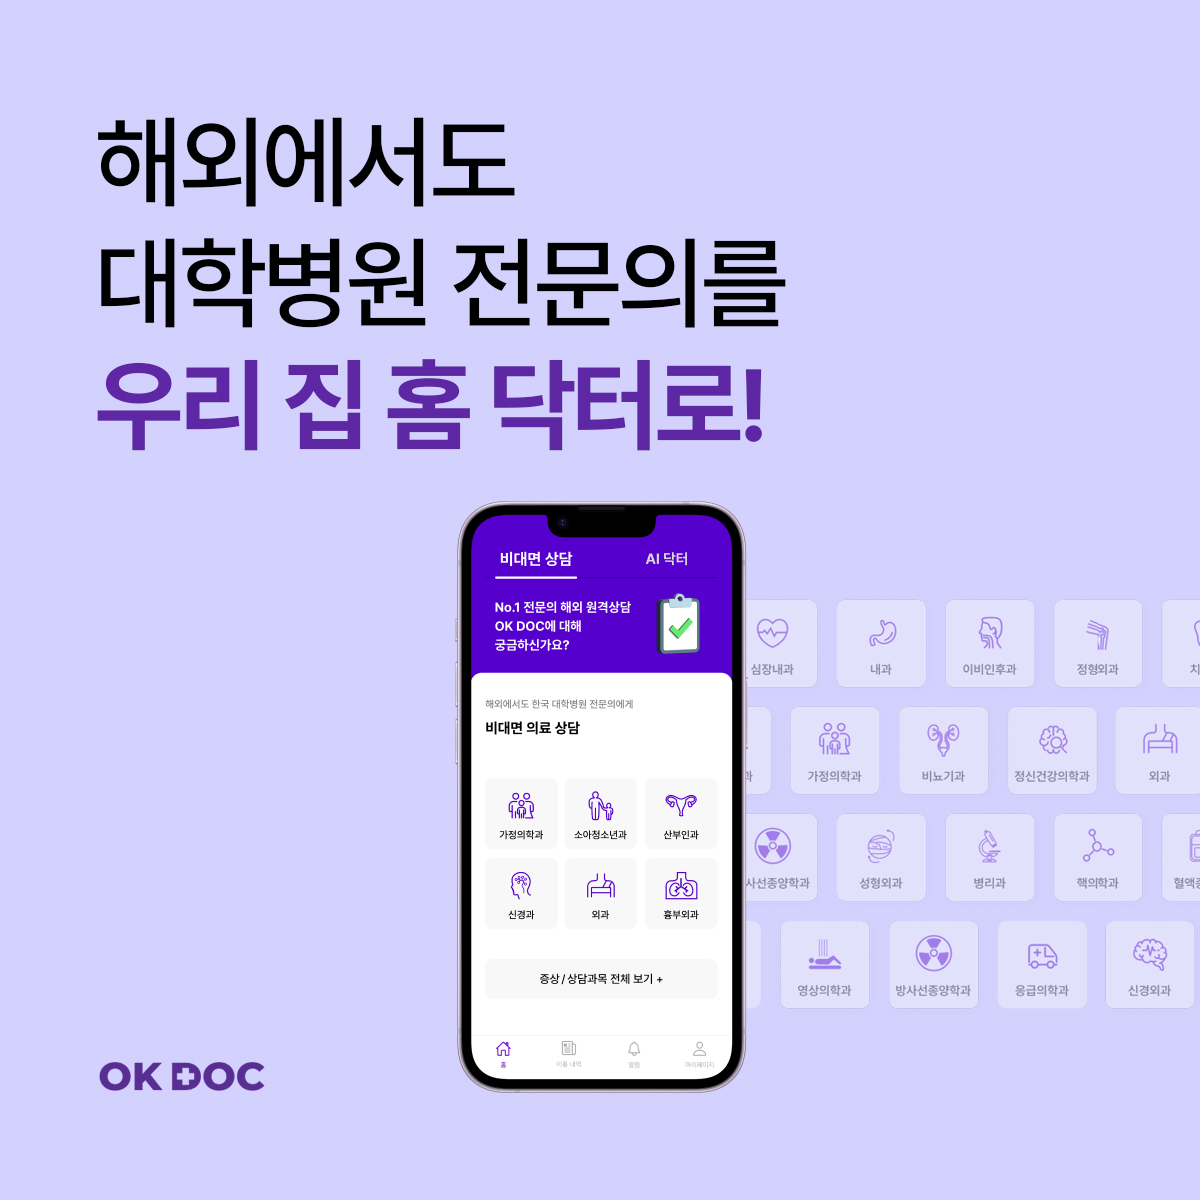 해외에서도
대학병원 전문의를
우리 집 홈 닥터로!
비대면 상담
AI 닥터
No.1 전문의 해외 원격상담
OK DOC에 대해
궁금하신가요?
해외에서도 한국 대학병원 전문의에게
비대면 의료 상담
가정의학과
소아청소년과
산부인과
신경과
외과
흉부외과
증상 / 상담과목 전체 보기 +
홈
이용 내역
알림
마이페이지
심장내과
내과
이비인후과
정형외과
치
과
가정의학과
비뇨기과
정신건강의학과
외과
사선종양학과
성형외과
병리과
핵의학과
혈액종
영상의학과
방사선종양학과
응급의학과
신경외과
OK DOC